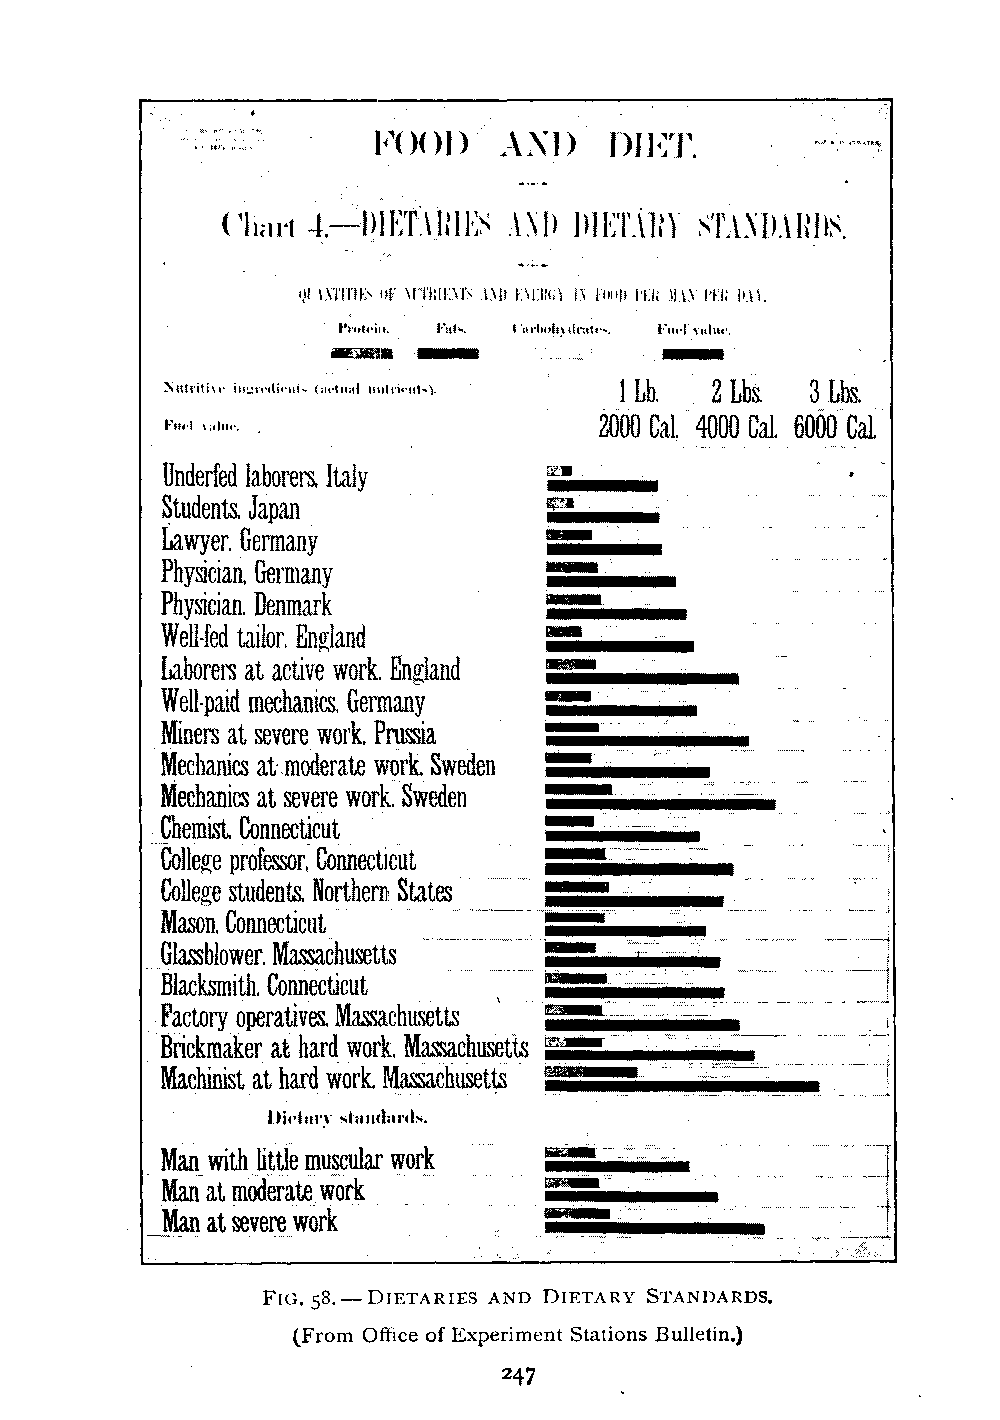 FOOD AND DIET.
Chart 4.—DIETARIES AND DIETARY STANDARDS.
QUANTITIES OF NUTRIENTS AND ENERGY IN FOOD PER MAN PER DAY.
Protein. Fats. Carbohydrates. Fuel value.
Nutritive ingredients (actual nutrients). 1 Lb. 2 Lbs. 3 Lbs.
Fuel value. 2000 Cal. 4000 Cal. 6000 Cal.
Underfed laborers, Italy
Students, Japan
Lawyer, Germany
Physician, Germany
Physician, Denmark
Well-fed tailor, England
Laborers at active work, England
Well-paid mechanics, Germany
Miners at severe work, Prussia
Mechanics at moderate work, Sweden
Mechanics at severe work, Sweden
Chemist, Connecticut
College professor, Connecticut
College students, Northern States
Mason, Connecticut
Glassblower, Massachusetts
Blacksmith, Connecticut
Factory operatives, Massachusetts
Brickmaker at hard work, Massachusetts
Machinist at hard work, Massachusetts
Dietary standards.
Man with little muscular work
Man at moderate work
Man at severe work
FIG. 58.—DIETARIES AND DIETARY STANDARDS.
(From Office of Experiment Stations Bulletin.)
247